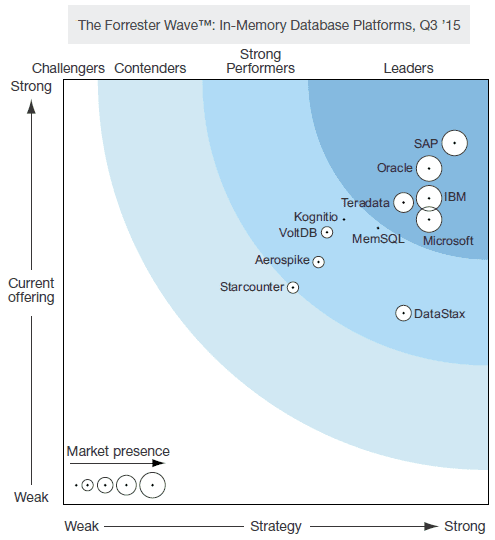 The Forrester Wave™: In-Memory Database Platforms, Q3 ’15
Challengers Contenders Strong Performers Leaders
Strong
SAP
Oracle
IBM
Teradata
Kognitio
VoltDB
MemSQL
Microsoft
Aerospike
Starcounter
Current
offering
DataStax
Market presence
Weak
Weak Strategy Strong